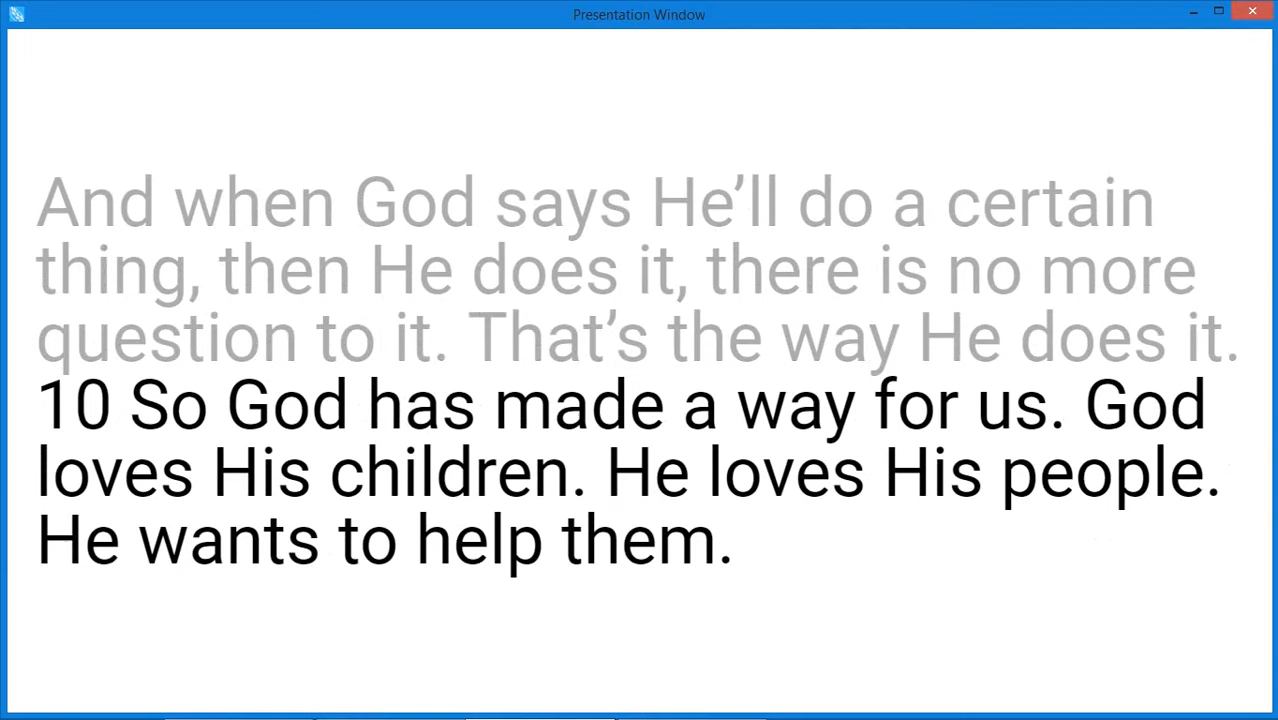 Presentation Window
And when God says He’ll do a certain
thing, then He does it, there is no more
question to it. That’s the way He does it.
10 So God has made a way for us. God
loves His children. He loves His people.
He wants to help them.